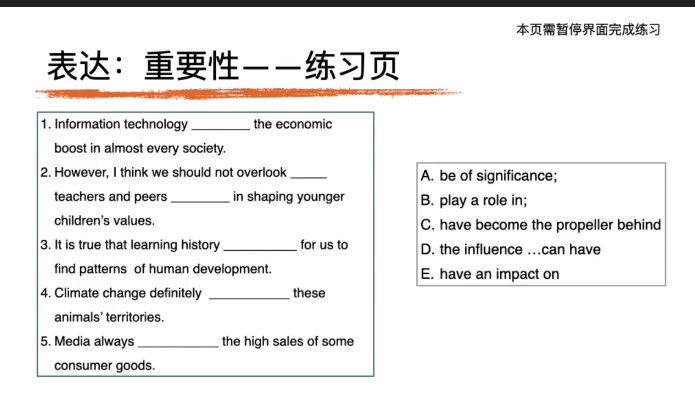 本页需暂停界面完成练习
表达：重要性——练习页
1. Information technology ________ the economic
boost in almost every society.
2. However, I think we should not overlook _____
teachers and peers ________ in shaping younger
children's values.
3. It is true that learning history __________ for us to
find patterns of human development.
4. Climate change definitely ___________ these
animals' territories.
5. Media always ___________ the high sales of some
consumer goods.
A. be of significance;
B. play a role in;
C. have become the propeller behind
D. the influence ...can have
E. have an impact on